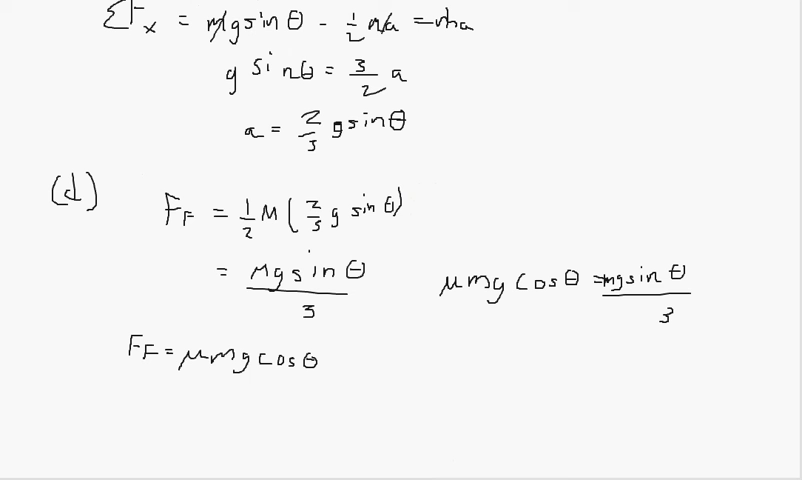 ΣFₓ = Mg sin θ - 1/2 Ma = Ma
g sin θ = 3/2 a
a = 2/3 g sin θ
(d) F_F = 1/2 M (2/3 g sin θ)
= Mg sin θ / 3
μmg cos θ = mg sin θ / 3
F_F = μmg cos θ